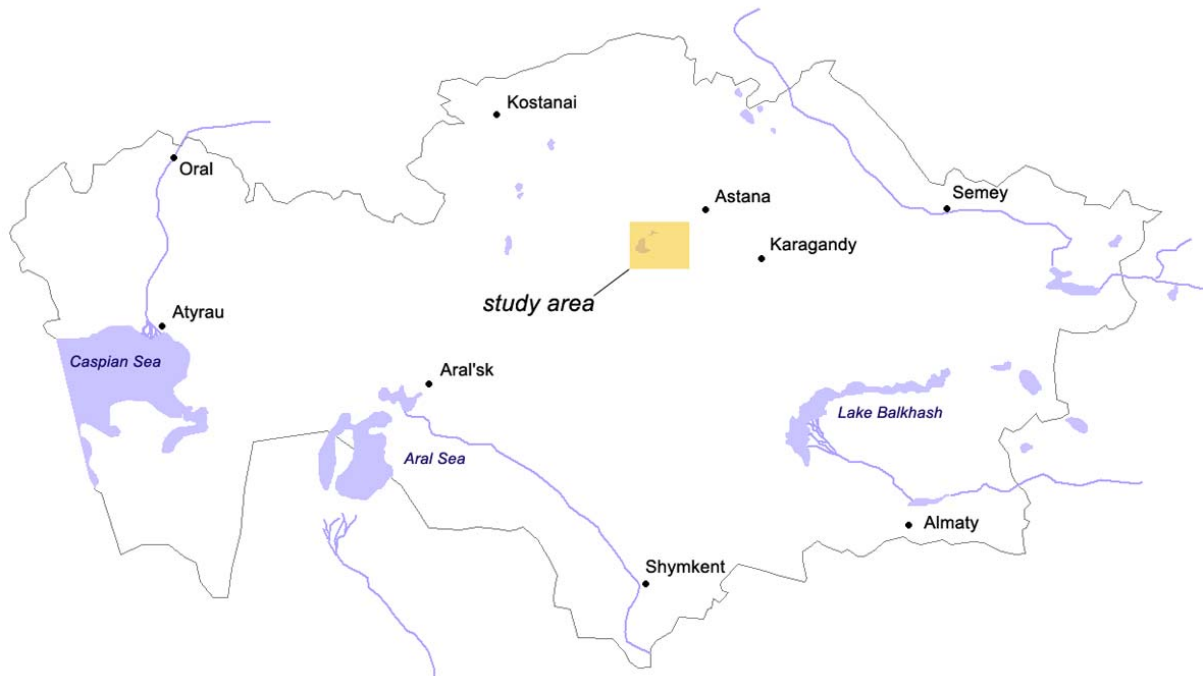 Kostanai
Oral
Astana
Semey
Karagandy
study area
Atyrau
Caspian Sea
Aral'sk
Lake Balkhash
Aral Sea
Almaty
Shymkent